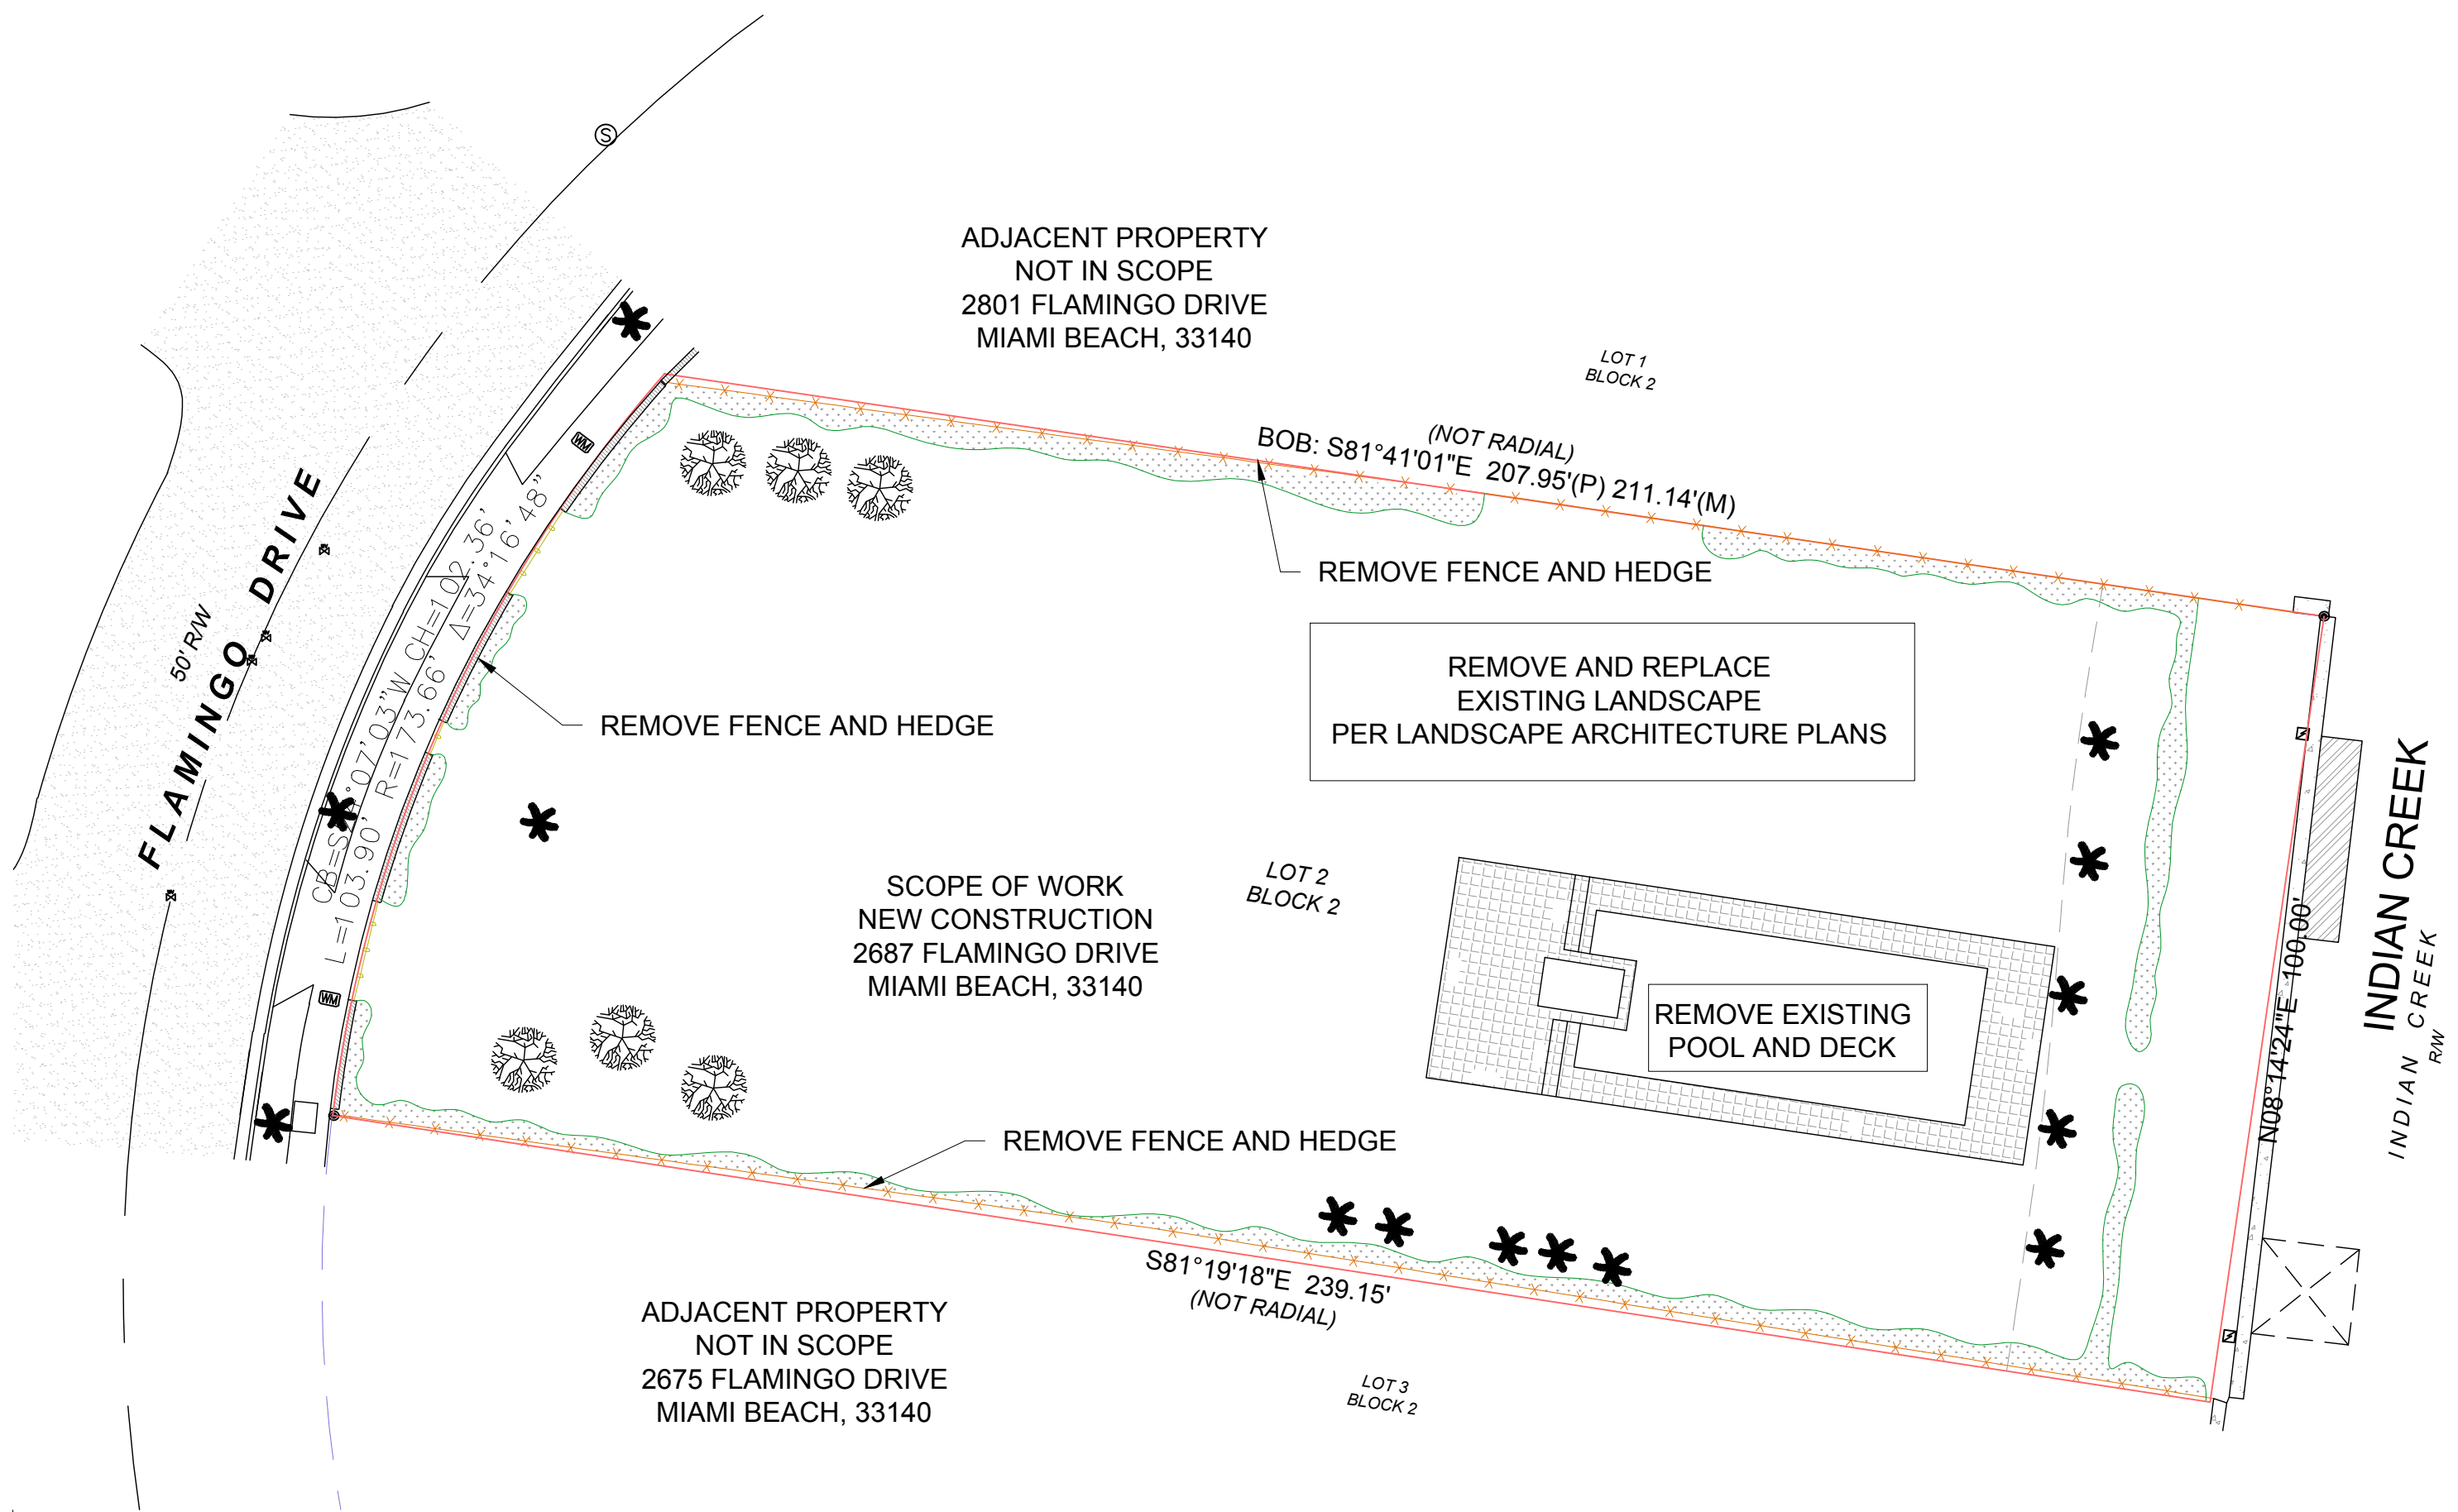 Ⓢ
ADJACENT PROPERTY
NOT IN SCOPE
2801 FLAMINGO DRIVE
MIAMI BEACH, 33140
LOT 1
BLOCK 2
(NOT RADIAL)
BOB: S81°41'01"E 207.95'(P) 211.14'(M)
WM
REMOVE FENCE AND HEDGE
FLAMINGO DRIVE
50' R/W
CH=102.36'
Δ=34°16'48"
L=103.90' R=173.66'
REMOVE AND REPLACE
EXISTING LANDSCAPE
PER LANDSCAPE ARCHITECTURE PLANS
REMOVE FENCE AND HEDGE
SCOPE OF WORK
NEW CONSTRUCTION
2687 FLAMINGO DRIVE
MIAMI BEACH, 33140
LOT 2
BLOCK 2
REMOVE EXISTING
POOL AND DECK
INDIAN CREEK
INDIAN CREEK
R/W
N08°14'24"E 100.00'
WM
REMOVE FENCE AND HEDGE
S81°19'18"E 239.15'
(NOT RADIAL)
ADJACENT PROPERTY
NOT IN SCOPE
2675 FLAMINGO DRIVE
MIAMI BEACH, 33140
LOT 3
BLOCK 2